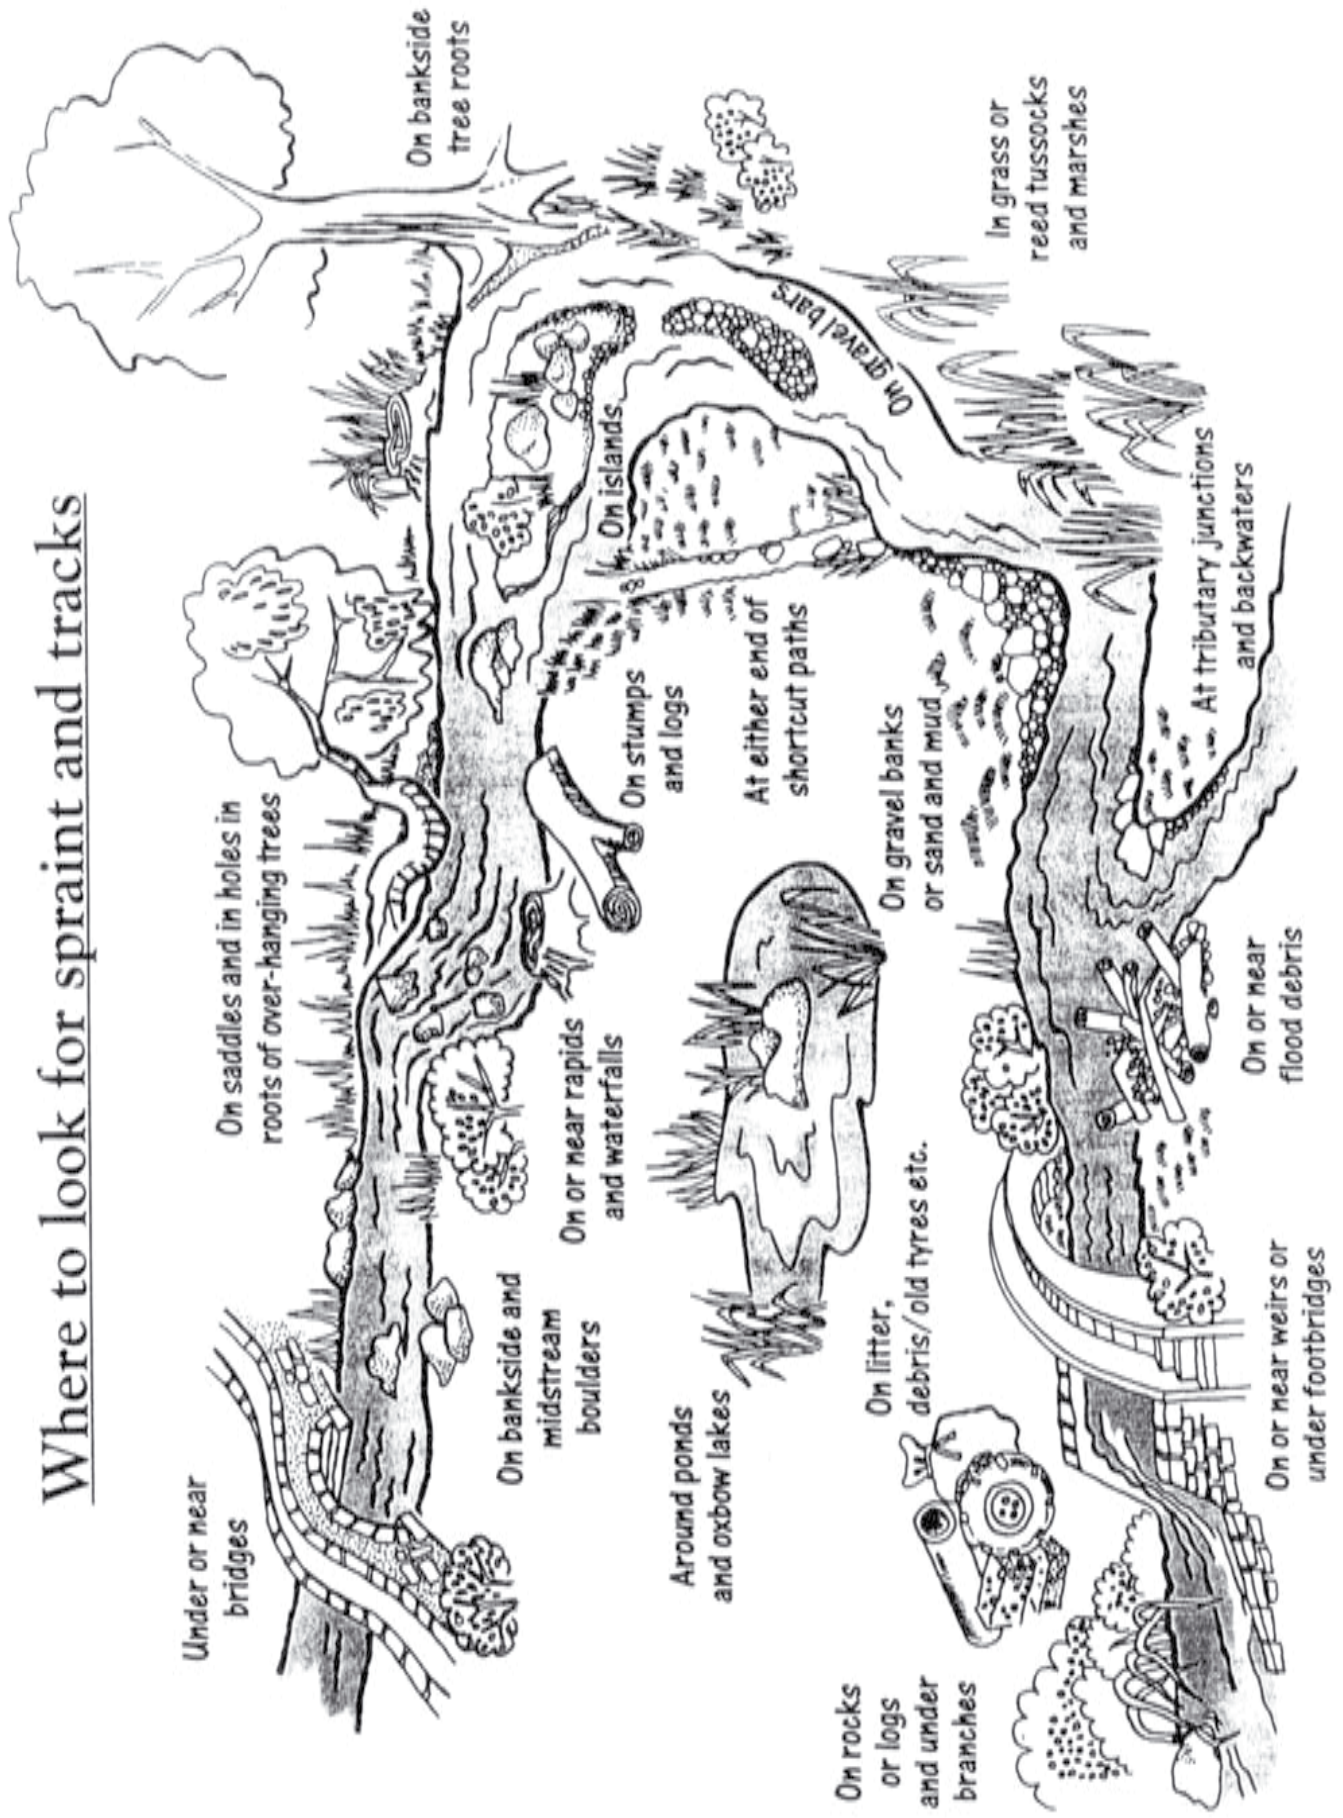 Where to look for spraint and tracks
Under or near
bridges
On saddles and in holes in
roots of over-hanging trees
On bankside
tree roots
On bankside and
midstream
boulders
On or near rapids
and waterfalls
On stumps
and logs
On islands
At either end of
shortcut paths
On gravel bars
Around ponds
and oxbow lakes
On gravel banks
or sand and mud
In grass or
reed tussocks
and marshes
On litter,
debris/old tyres etc.
On rocks
or logs
and under
branches
At tributary junctions
and backwaters
On or near
flood debris
On or near weirs or
under footbridges